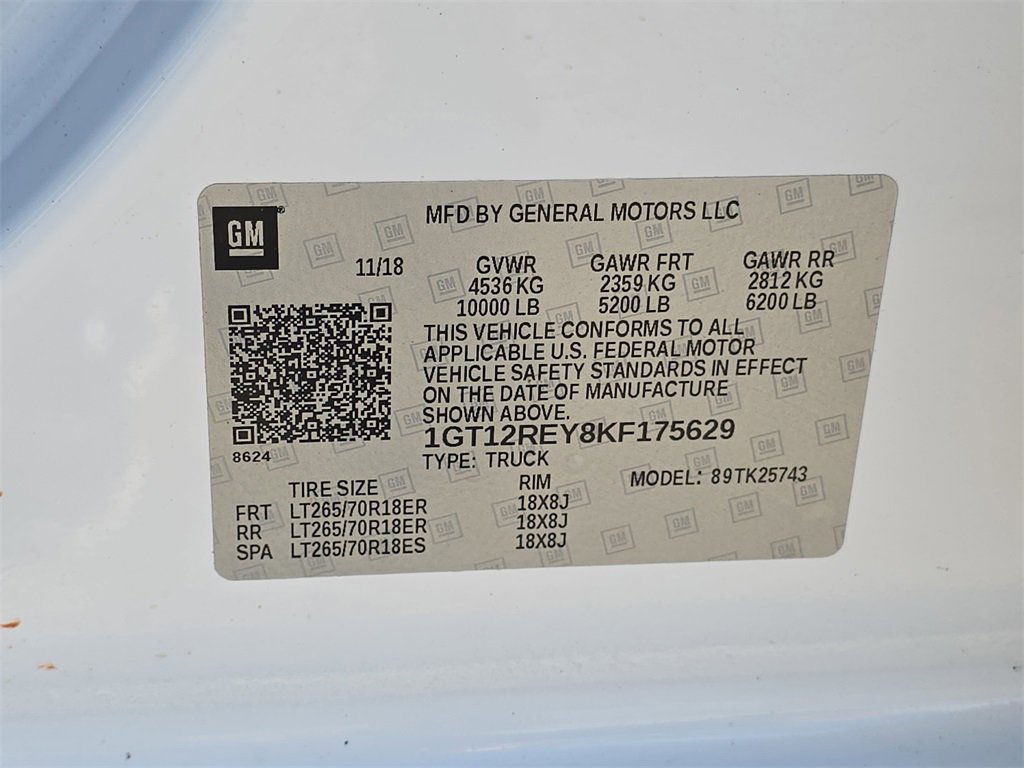 GM
MFD BY GENERAL MOTORS LLC
11/18 GVWR GAWR FRT GAWR RR
4536 KG 2359 KG 2812 KG
10000 LB 5200 LB 6200 LB
THIS VEHICLE CONFORMS TO ALL
APPLICABLE U.S. FEDERAL MOTOR
VEHICLE SAFETY STANDARDS IN EFFECT
ON THE DATE OF MANUFACTURE
SHOWN ABOVE.
1GT12REY8KF175629
8624
TYPE: TRUCK
MODEL: 89TK25743
TIRE SIZE RIM
FRT LT265/70R18ER 18X8J
RR LT265/70R18ER 18X8J
SPA LT265/70R18ES 18X8J